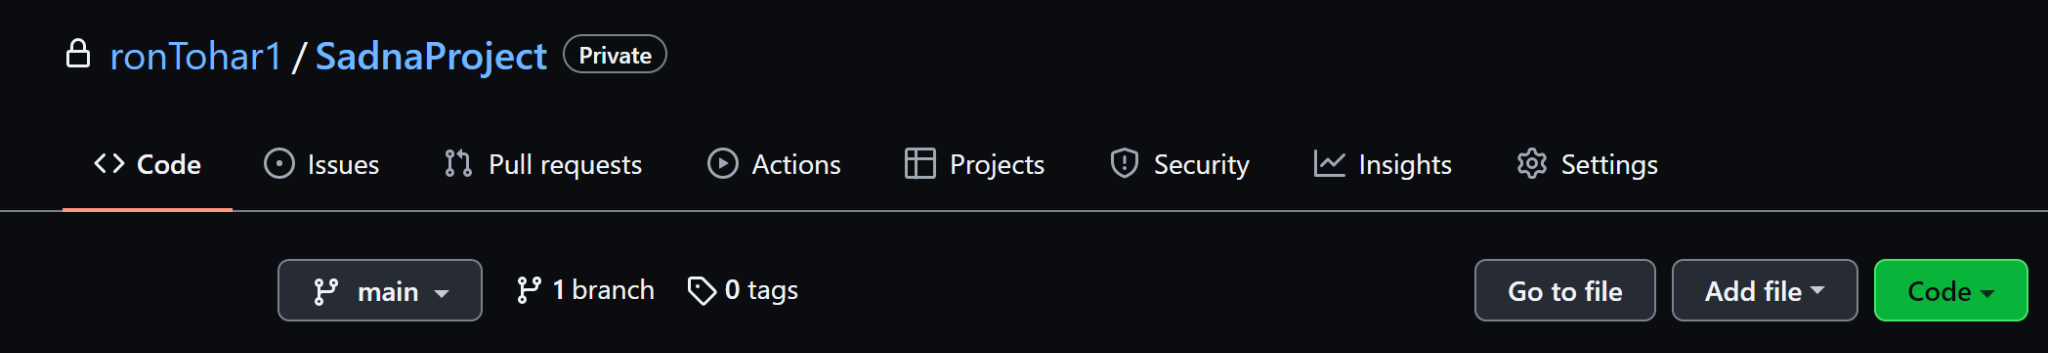 ronTohar1 / SadnaProject Private
Code Issues Pull requests Actions Projects Security Insights Settings
main 1 branch 0 tags Go to file Add file Code